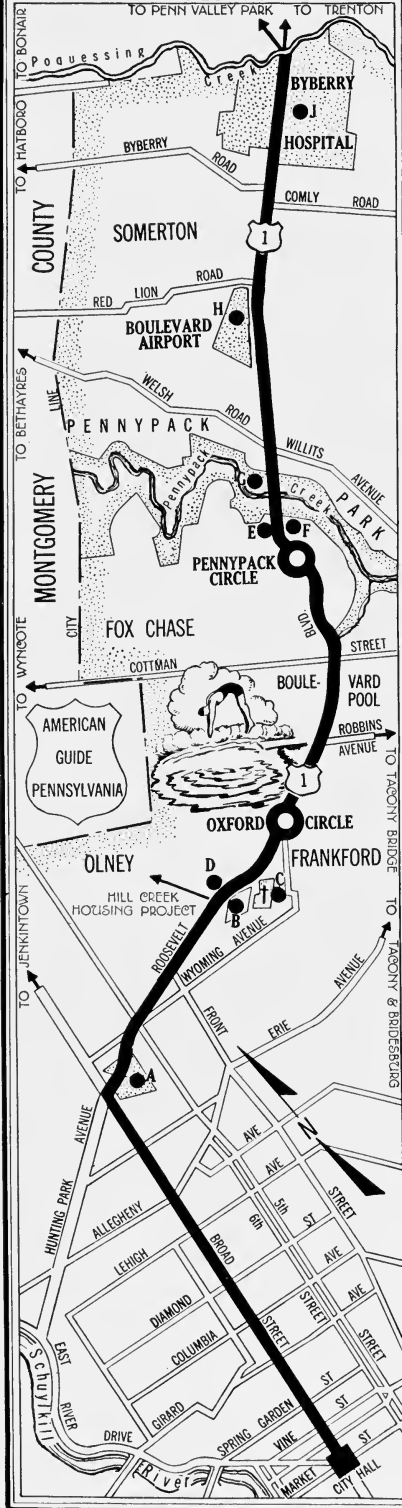 TO PENN VALLEY PARK
TO TRENTON
TO BONAIR
Poquessing
Creek
BYBERRY
J
HOSPITAL
TO HATBORO
BYBERRY
ROAD
COMLY ROAD
COUNTY
SOMERTON
1
RED LION ROAD
H
BOULEVARD
AIRPORT
TO BETHAYRES
LINE
WELSH
ROAD
WILLITS
AVENUE
PENNYPACK
Pennypack
G
Creek
PARK
E
F
PENNYPACK
CIRCLE
MONTGOMERY
CITY
FOX CHASE
BLVD.
COTTMAN
STREET
TO WYNCOTE
BOULE-
VARD
POOL
ROBBINS
AVENUE
AMERICAN
GUIDE
PENNSYLVANIA
1
TO TACONY BRIDGE
OXFORD
CIRCLE
OLNEY
D
FRANKFORD
HILL CREEK
HOUSING PROJECT
C
B
ROOSEVELT
WYOMING AVENUE
TO JENKINTOWN
TO TACONY & BRIDESBURG
FRONT
ERIE
AVENUE
A
N
HUNTING PARK
AVENUE
AVE
AVE
ALLEGHENY
6th
5th
STREET
LEHIGH
BROAD
ST
AVE
DIAMOND
STREET
STREET
AVE
COLUMBIA
STREET
EAST
RIVER
DRIVE
Schuylkill
River
GIRARD
SPRING GARDEN
ST
VINE
ST
MARKET
CITY HALL